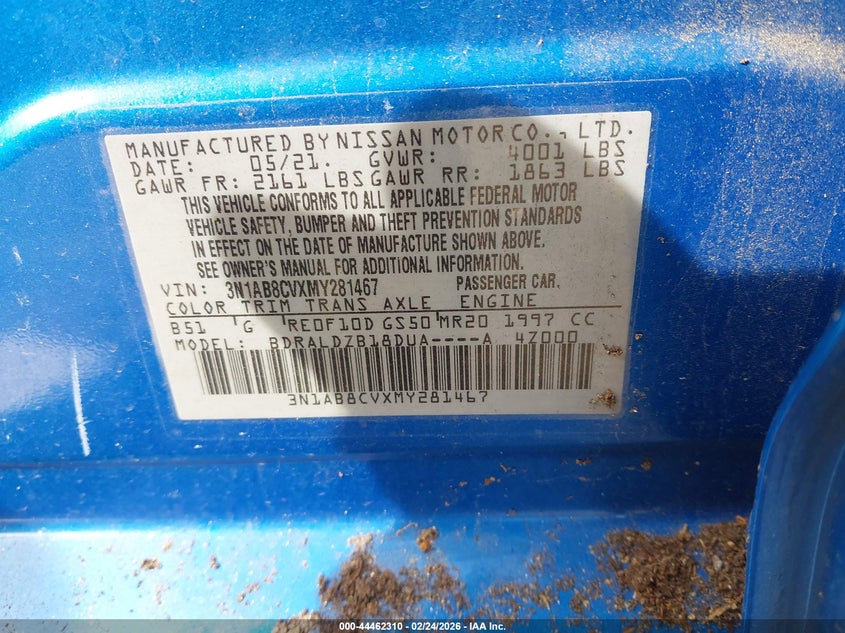 MANUFACTURED BY NISSAN MOTOR CO., LTD.
DATE: 05/21. GVWR: 4001 LBS
GAWR FR: 2161 LBS GAWR RR: 1863 LBS
THIS VEHICLE CONFORMS TO ALL APPLICABLE FEDERAL MOTOR
VEHICLE SAFETY, BUMPER AND THEFT PREVENTION STANDARDS
IN EFFECT ON THE DATE OF MANUFACTURE SHOWN ABOVE.
SEE OWNER'S MANUAL FOR ADDITIONAL INFORMATION.
VIN: 3N1AB8CVXMY281467 PASSENGER CAR.
COLOR TRIM TRANS AXLE ENGINE
B51 G RE0F10D GS50 MR20 1997 CC
MODEL: BDRALDZB18DUA----A 4Z000
3N1AB8CVXMY281467
000-44462310 - 02/24/2026 - IAA Inc.